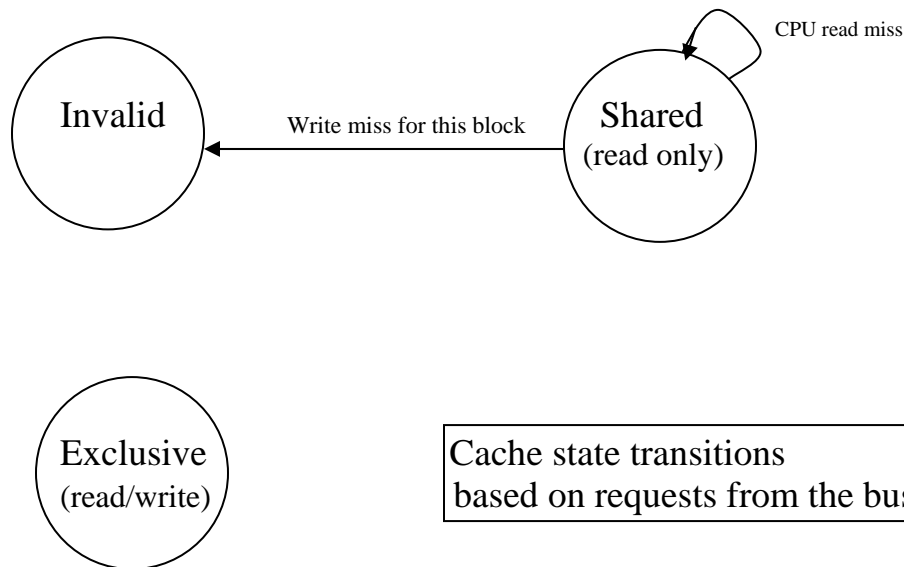 CPU read miss
Invalid
Write miss for this block
Shared
(read only)
Exclusive
(read/write)
Cache state transitions
based on requests from the bus